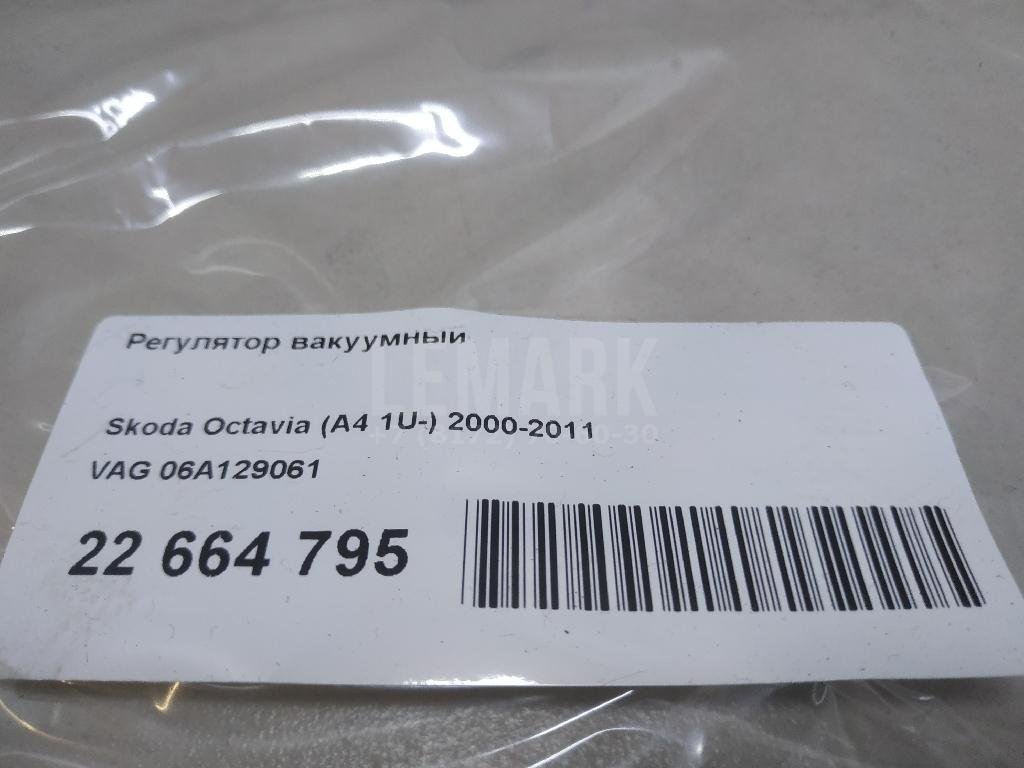 Регулятор вакуумный
LEMARK
Skoda Octavia (A4 1U-) 2000-2011
VAG 06A129061
22 664 795